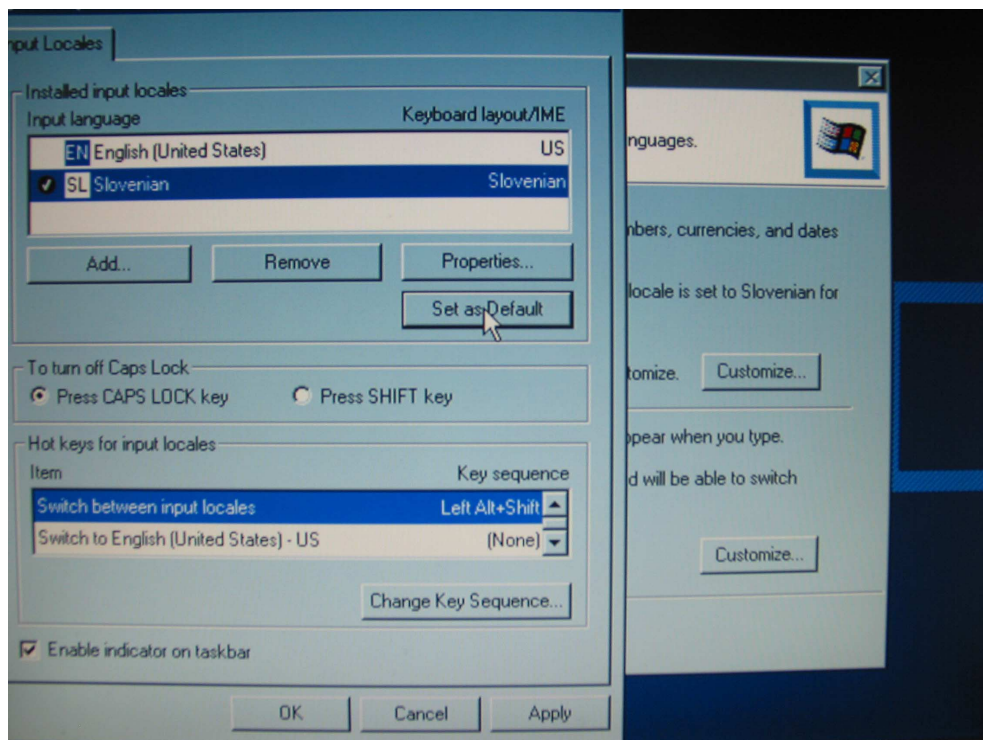 nput Locales
Installed input locales
Input language Keyboard layout/IME
EN English (United States) US
SL Slovenian Slovenian
Add... Remove Properties...
Set as Default
To turn off Caps Lock
Press CAPS LOCK key Press SHIFT key
Hot keys for input locales
Item Key sequence
Switch between input locales Left Alt+Shift
Switch to English (United States) - US (None)
Change Key Sequence...
Enable indicator on taskbar
OK Cancel Apply
nguages.
nbers, currencies, and dates
locale is set to Slovenian for
tomize. Customize...
ppear when you type.
d will be able to switch
Customize...